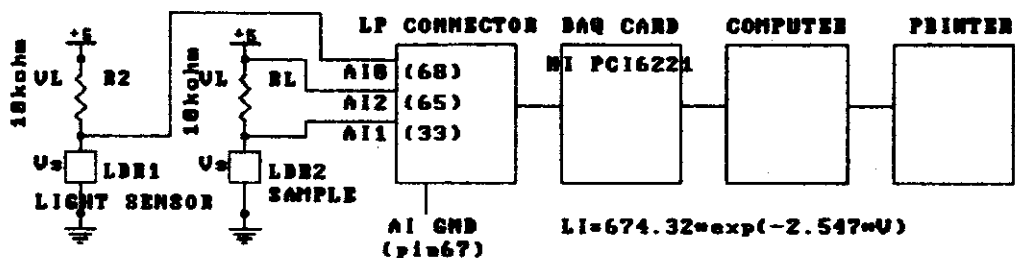 +5
+5
LP CONNECTOR
DAQ CARD
COMPUTER
PRINTER
10kohm
VL
R2
10kohm
VL
RL
AI0 (68)
AI2 (65)
AI1 (33)
NI PCI6221
Vs
LDR1
LIGHT SENSOR
Vs
LDR2
SAMPLE
AI GND
(pin67)
LI=674.32*exp(-2.547*V)